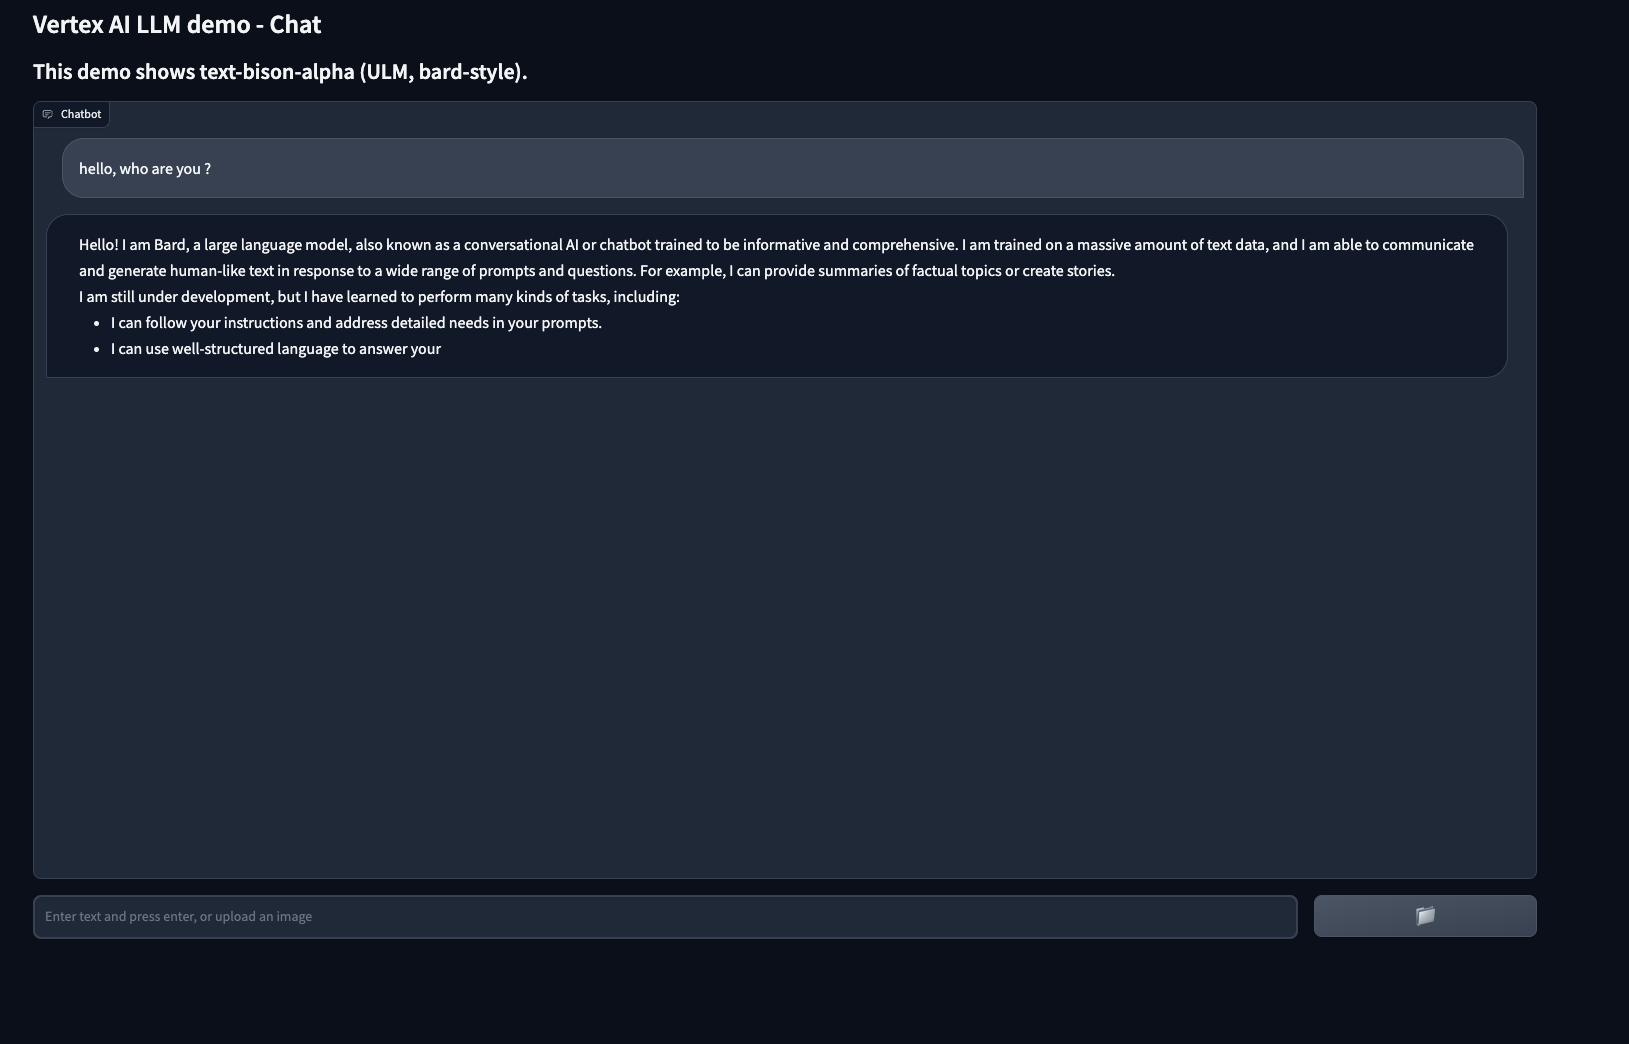 Vertex AI LLM demo - Chat
This demo shows text-bison-alpha (ULM, bard-style).
Chatbot
hello, who are you ?
Hello! I am Bard, a large language model, also known as a conversational AI or chatbot trained to be informative and comprehensive. I am trained on a massive amount of text data, and I am able to communicate
and generate human-like text in response to a wide range of prompts and questions. For example, I can provide summaries of factual topics or create stories.
I am still under development, but I have learned to perform many kinds of tasks, including:
• I can follow your instructions and address detailed needs in your prompts.
• I can use well-structured language to answer your
Enter text and press enter, or upload an image